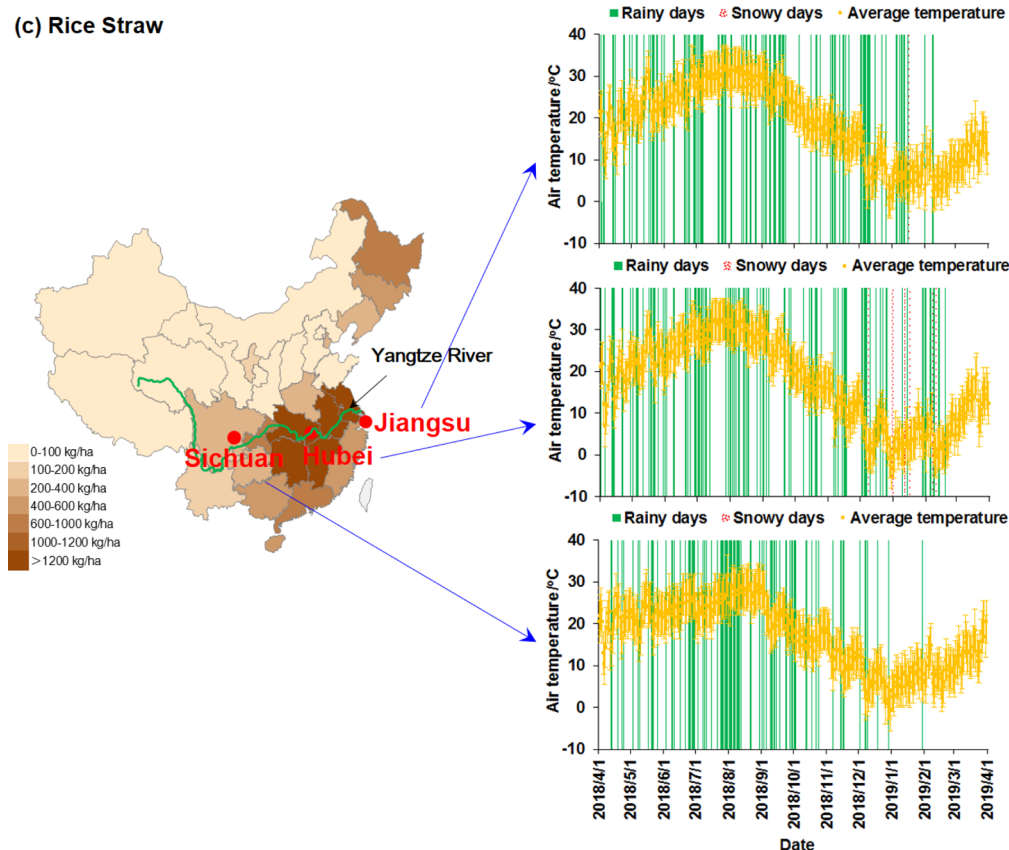 (c) Rice Straw
Rainy days Snowy days Average temperature
Air temperature/°C
40
30
20
10
0
-10
Rainy days Snowy days Average temperature
Air temperature/°C
40
30
20
10
0
-10
Yangtze River
Jiangsu
Sichuan
Hubei
0-100 kg/ha
100-200 kg/ha
200-400 kg/ha
400-600 kg/ha
600-1000 kg/ha
1000-1200 kg/ha
>1200 kg/ha
Rainy days Snowy days Average temperature
Air temperature/°C
40
30
20
10
0
-10
2018/4/1
2018/5/1
2018/6/1
2018/7/1
2018/8/1
2018/9/1
2018/10/1
2018/11/1
2018/12/1
2019/1/1
2019/2/1
2019/3/1
2019/4/1
Date